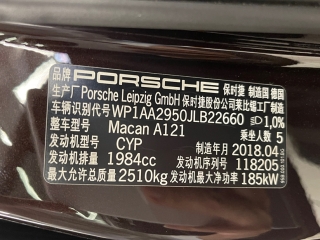 品牌 PORSCHE 保时捷 制造国 德国
生产厂 Porsche Leipzig GmbH 保时捷股份公司莱比锡工厂制造
车辆识别代号 WP1AA2950JLB22660 1,0%
整车型号 Macan A121 乘坐人数 5
发动机型号 CYP 制造年月 2018.04
发动机排量 1984cc 发动机序列号 118205
最大允许总质量 2510kg 发动机最大净功率 185kW